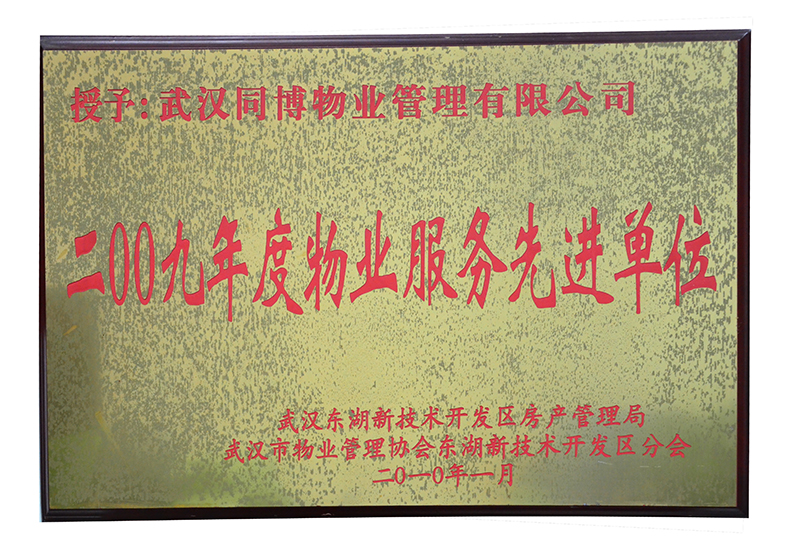 授予:武汉同博物业管理有限公司
二00九年度物业服务先进单位
武汉东湖新技术开发区房产管理局
武汉市物业管理协会东湖新技术开发区分会
二0一0年一月